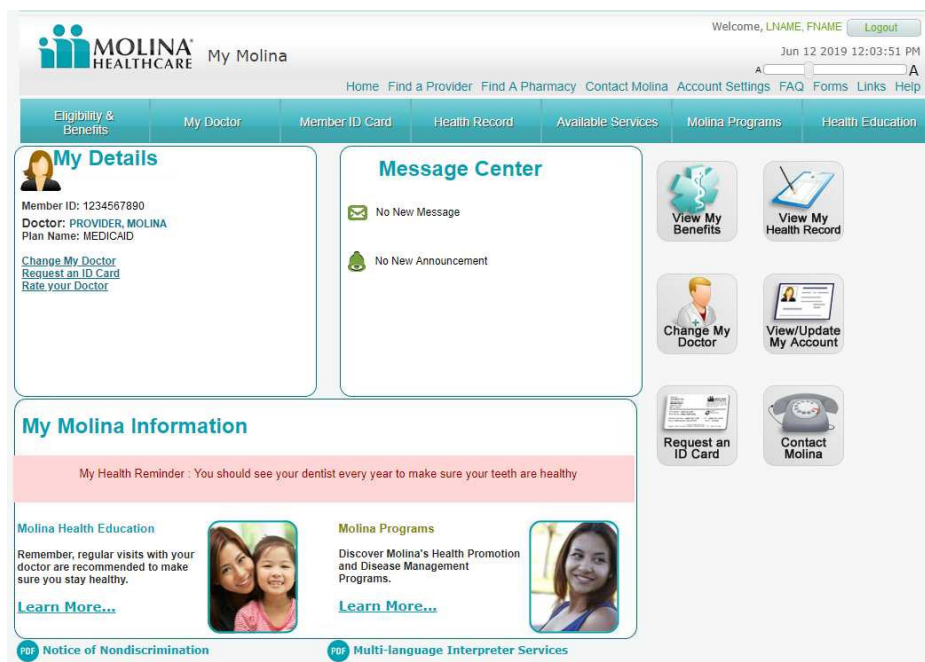 Welcome, LNAME, FNAME Logout
MOLINA HEALTHCARE My Molina
Jun 12 2019 12:03:51 PM
A A
Home Find a Provider Find A Pharmacy Contact Molina Account Settings FAQ Forms Links Help
Eligibility & Benefits My Doctor Member ID Card Health Record Available Services Molina Programs Health Education
My Details
Member ID: 1234567890
Doctor: PROVIDER, MOLINA
Plan Name: MEDICAID
Change My Doctor
Request an ID Card
Rate your Doctor
Message Center
No New Message
No New Announcement
View My
Benefits
View My
Health Record
Change My
Doctor
View/Update
My Account
Request an
ID Card
Contact
Molina
My Molina Information
My Health Reminder : You should see your dentist every year to make sure your teeth are healthy
Molina Health Education
Remember, regular visits with your
doctor are recommended to make
sure you stay healthy.
Learn More...
Molina Programs
Discover Molina's Health Promotion
and Disease Management
Programs.
Learn More...
PDF Notice of Nondiscrimination
PDF Multi-language Interpreter Services